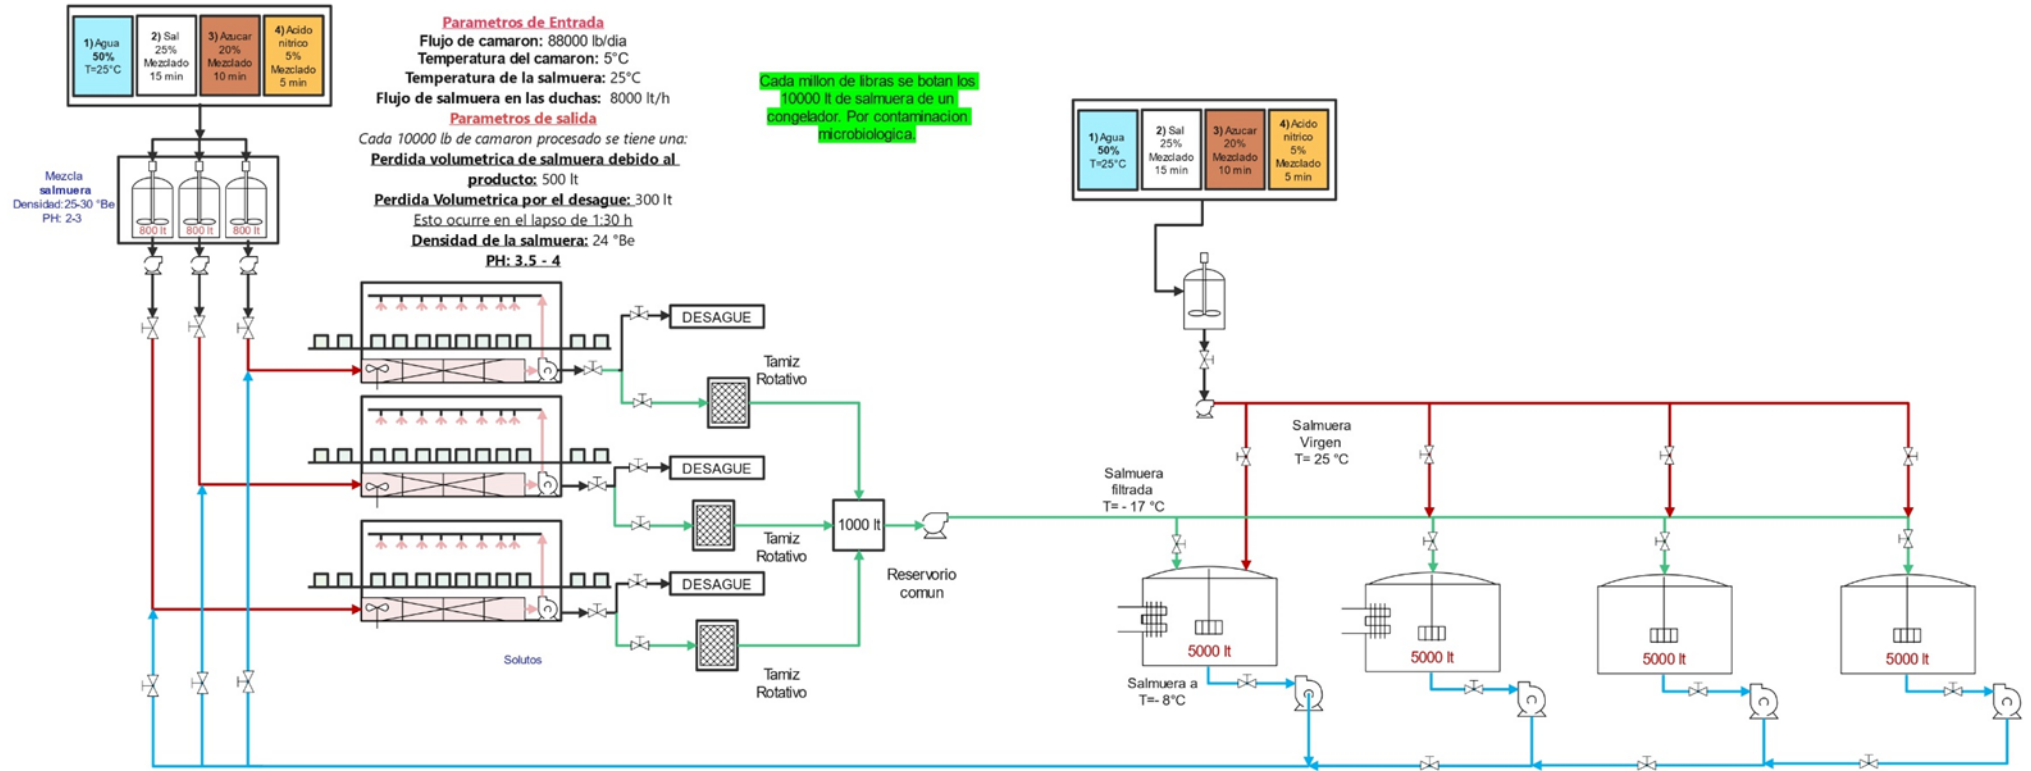 1) Agua
50%
T=25°C
2) Sal
25%
Mezclado
15 min
3) Azucar
20%
Mezclado
10 min
4) Acido
nitrico
5%
Mezclado
5 min
Parametros de Entrada
Flujo de camaron: 88000 lb/dia
Temperatura del camaron: 5°C
Temperatura de la salmuera: 25°C
Flujo de salmuera en las duchas: 8000 lt/h
Parametros de salida
Cada 10000 lb de camaron procesado se tiene una:
Perdida volumetrica de salmuera debido al
producto: 500 lt
Perdida Volumetrica por el desague: 300 lt
Esto ocurre en el lapso de 1:30 h
Densidad de la salmuera: 24 °Be
PH: 3.5 - 4
Cada millon de libras se botan los
10000 lt de salmuera de un
congelador. Por contaminacion
microbiologica.
1) Agua
50%
T=25°C
2) Sal
25%
Mezclado
15 min
3) Azucar
20%
Mezclado
10 min
4) Acido
nitrico
5%
Mezclado
5 min
Mezcla
salmuera
Densidad:25-30 °Be
PH: 2-3
800 lt
800 lt
800 lt
DESAGUE
Tamiz
Rotativo
DESAGUE
Tamiz
Rotativo
DESAGUE
Tamiz
Rotativo
1000 lt
Reservorio
comun
Solutos
Salmuera
filtrada
T= - 17 °C
Salmuera
Virgen
T= 25 °C
5000 lt
5000 lt
5000 lt
5000 lt
Salmuera a
T=- 8°C
C
C
C
C
C
C
C